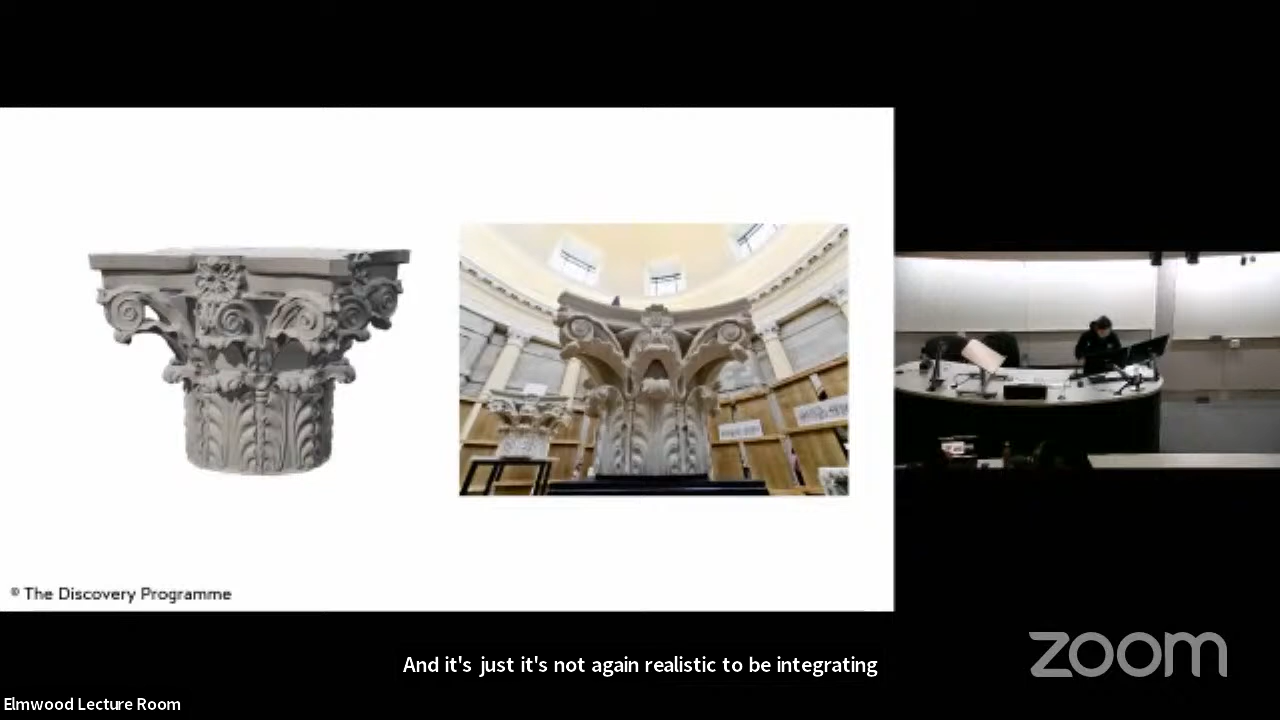 © The Discovery Programme
And it's just it's not again realistic to be integrating
zoom
Elmwood Lecture Room